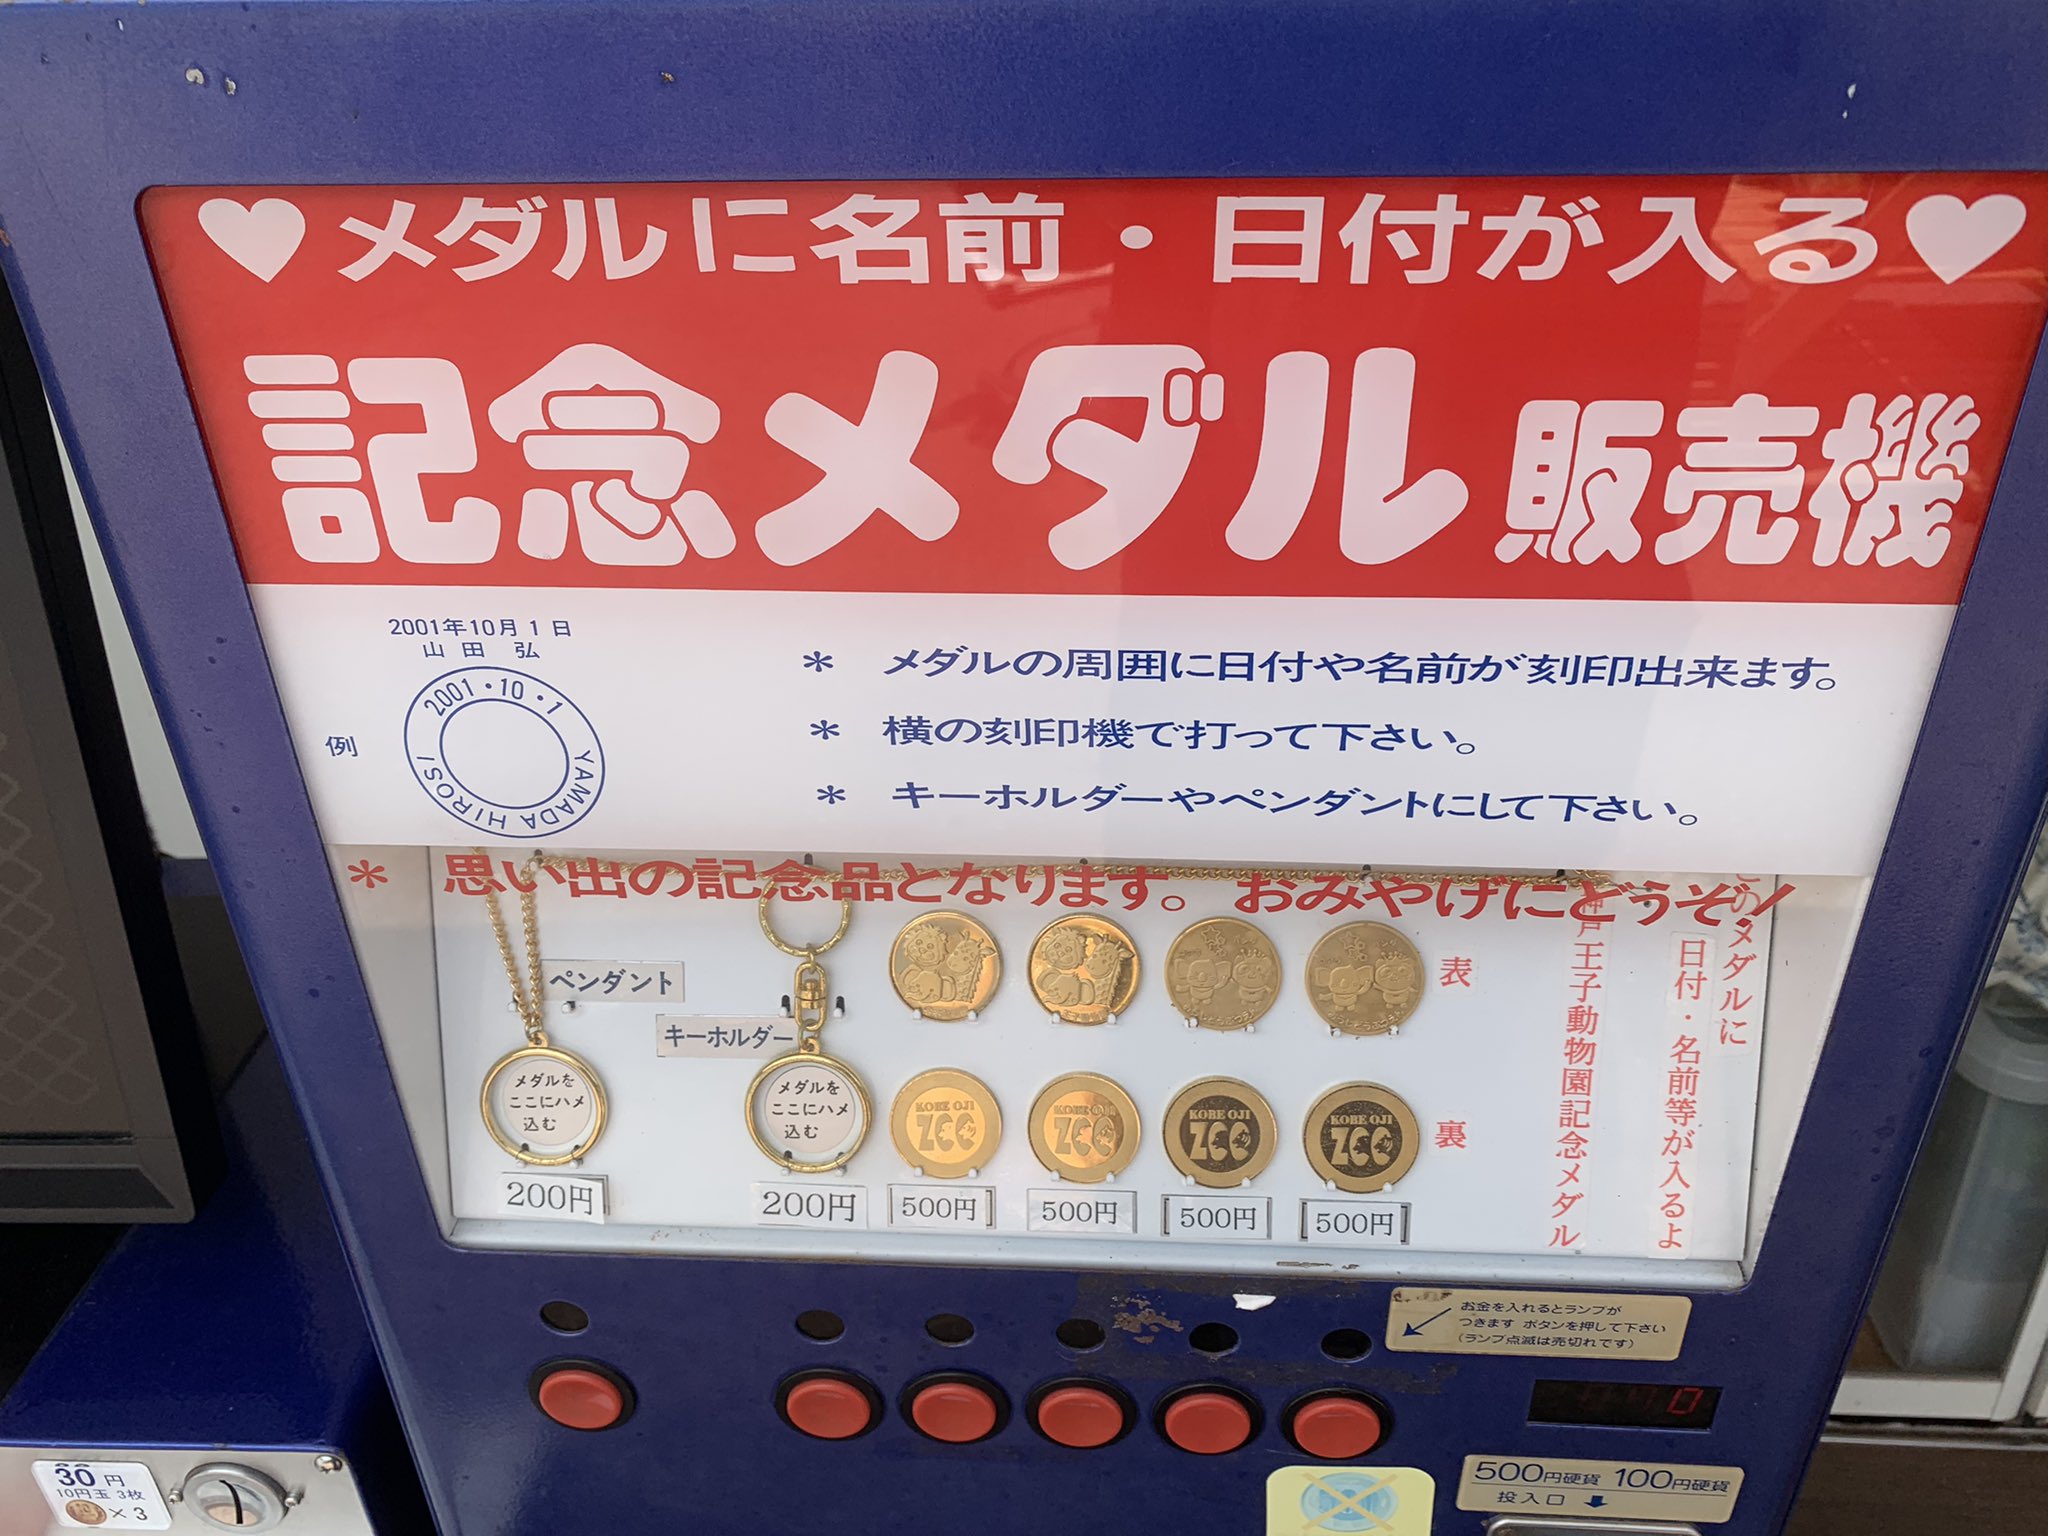 ♥メダルに名前・日付が入る♥
記念メダル販売機
2001年10月1日
山田 弘
2001・10・1
YAMADA HIROSI
例
＊ メダルの周囲に日付や名前が刻印出来ます。
＊ 横の刻印機で打って下さい。
＊ キーホルダーやペンダントにして下さい。
＊ 思い出の記念品となります。おみやげにどうぞ！
このメダルに
日付・名前等が入るよ
神戸王子動物園記念メダル
ペンダント
キーホルダー
表
メダルを
ここにハメ
込む
メダルを
ここにハメ
込む
KOBE OJI
ZOO
KOBE OJI
ZOO
KOBE OJI
ZOO
KOBE OJI
ZOO
裏
200円
200円
500円
500円
500円
500円
お金を入れるとランプが
つきます ボタンを押して下さい
(ランプ点滅は売切れです)
0
500円硬貨 100円硬貨
投入口
30円
10円玉 3枚
×3